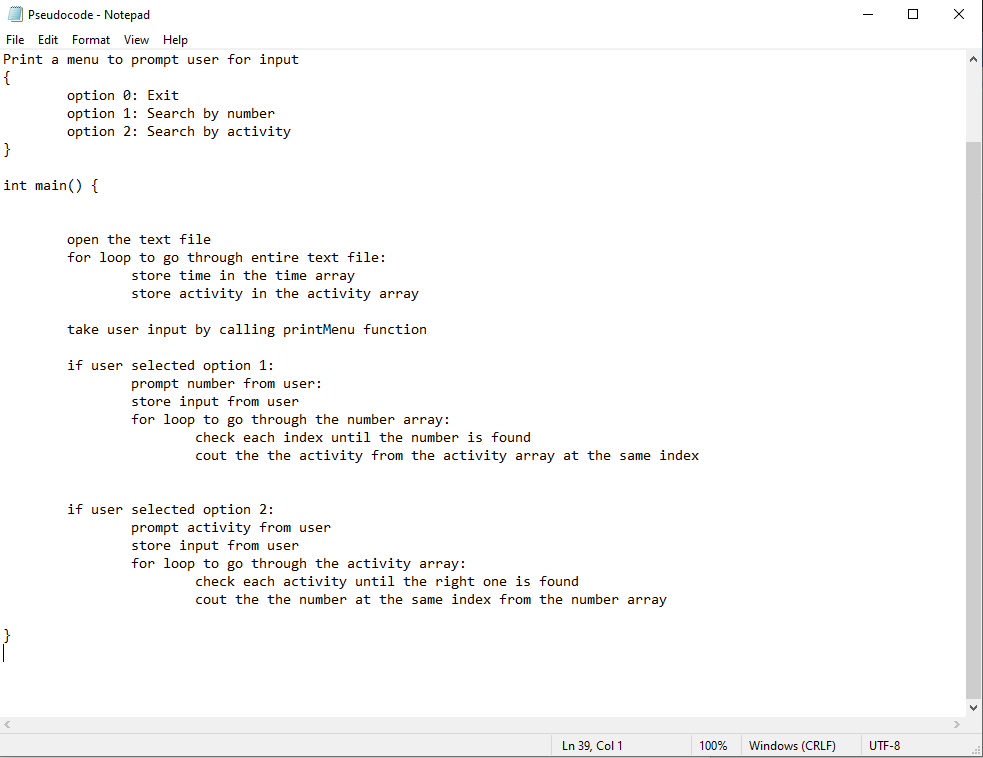 Pseudocode - Notepad
File Edit Format View Help
Print a menu to prompt user for input
{
option 0: Exit
option 1: Search by number
option 2: Search by activity
}
int main() {
open the text file
for loop to go through entire text file:
store time in the time array
store activity in the activity array
take user input by calling printMenu function
if user selected option 1:
prompt number from user:
store input from user
for loop to go through the number array:
check each index until the number is found
cout the the activity from the activity array at the same index
if user selected option 2:
prompt activity from user
store input from user
for loop to go through the activity array:
check each activity until the right one is found
cout the the number at the same index from the number array
}
Ln 39, Col 1 100% Windows (CRLF) UTF-8